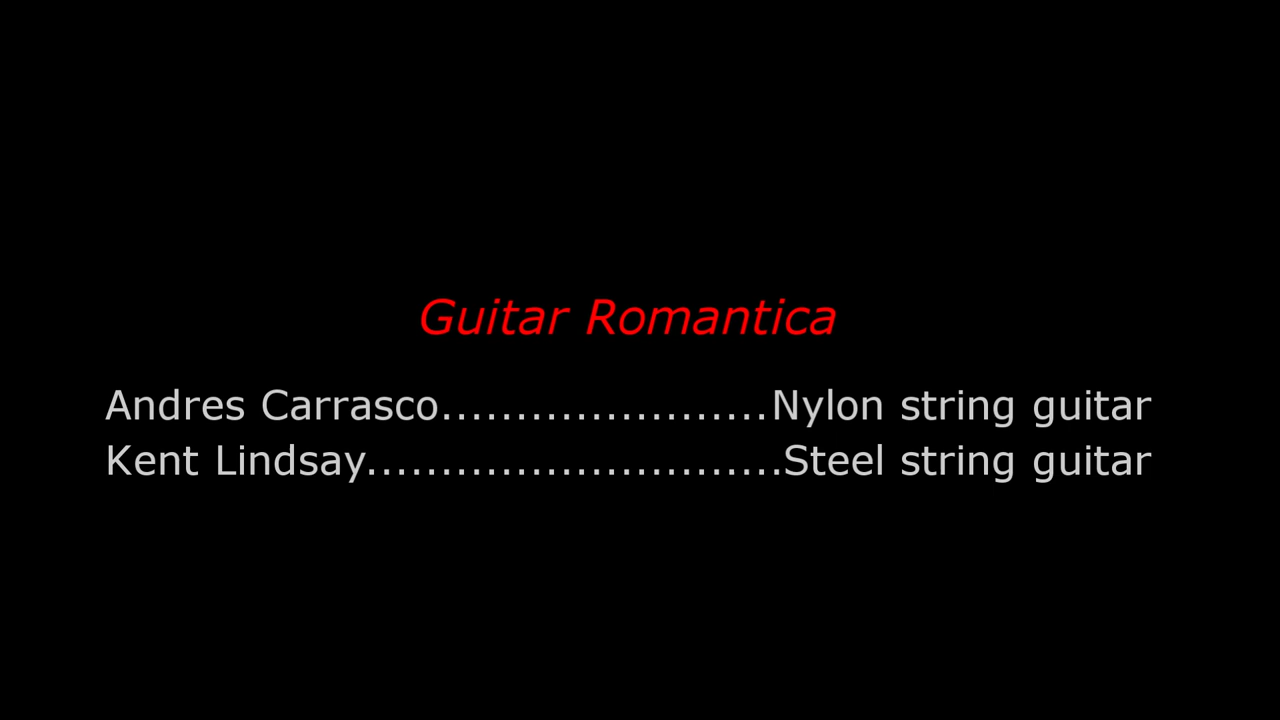 Guitar Romantica
Andres Carrasco......................Nylon string guitar
Kent Lindsay............................Steel string guitar